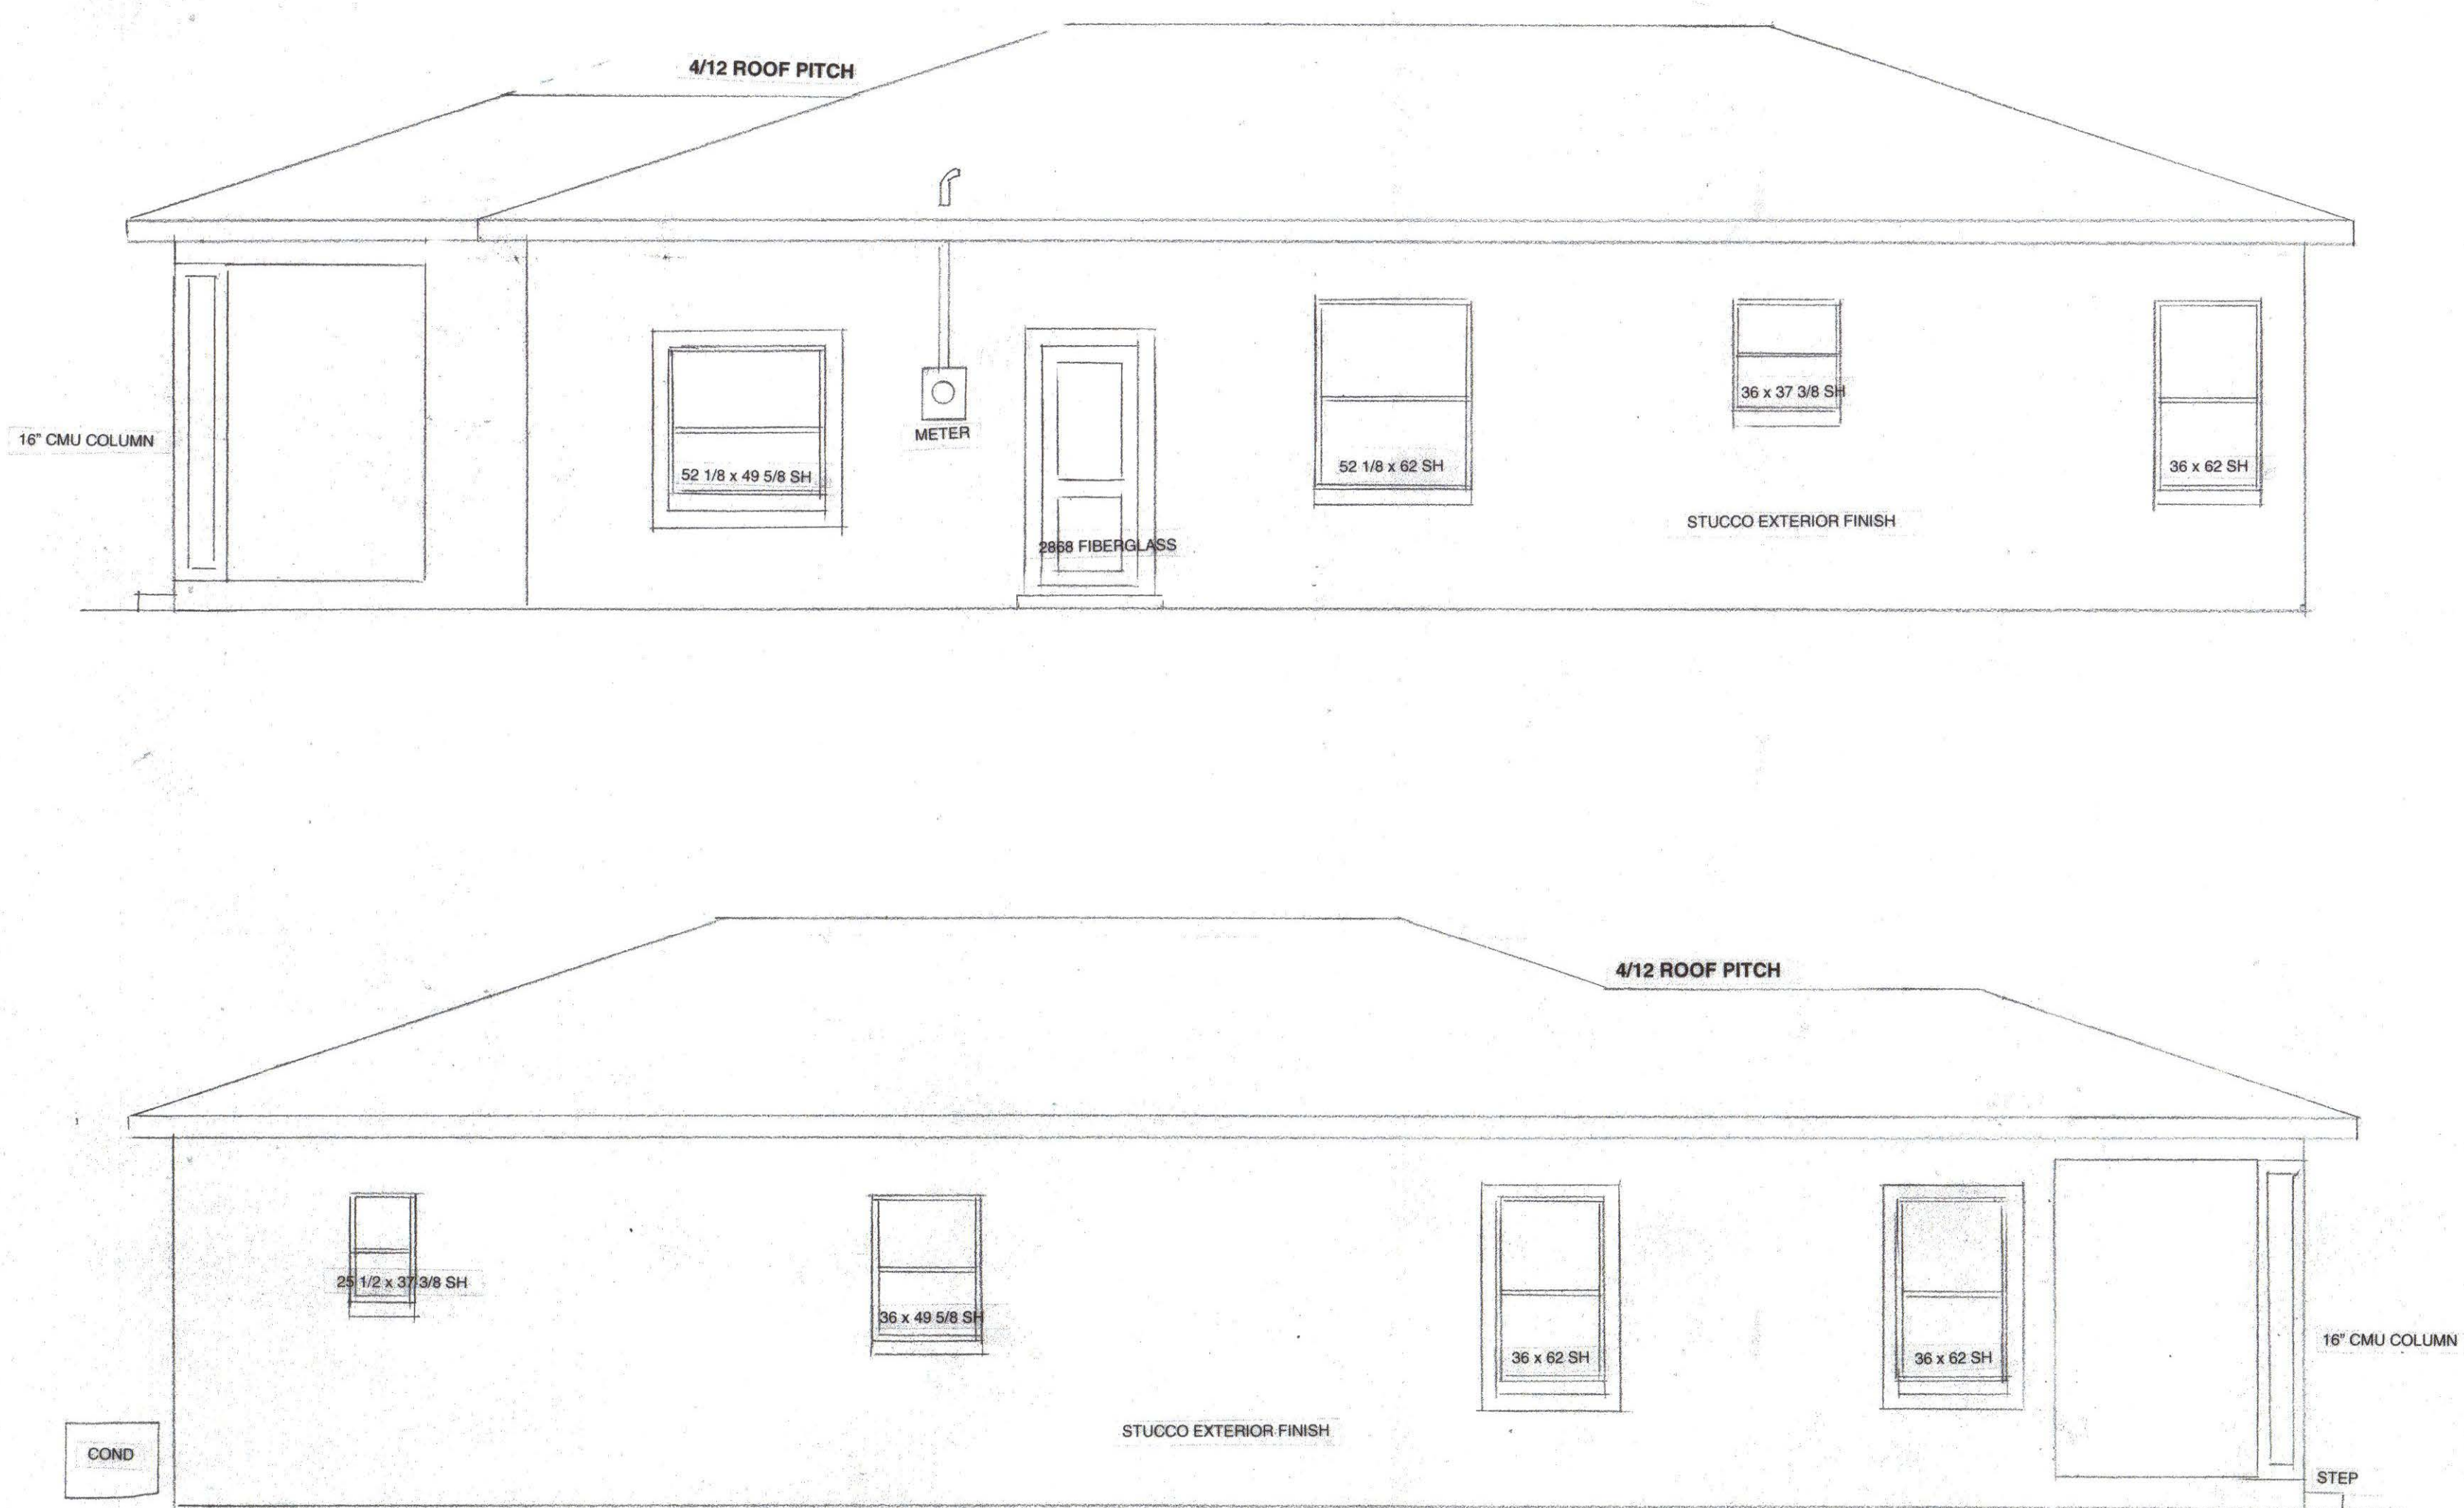 4/12 ROOF PITCH
16" CMU COLUMN
52 1/8 x 49 5/8 SH
METER
2868 FIBERGLASS
52 1/8 x 62 SH
36 x 37 3/8 SH
36 x 62 SH
STUCCO EXTERIOR FINISH
4/12 ROOF PITCH
25 1/2 x 37 3/8 SH
36 x 49 5/8 SH
36 x 62 SH
36 x 62 SH
16" CMU COLUMN
STUCCO EXTERIOR FINISH
COND
STEP